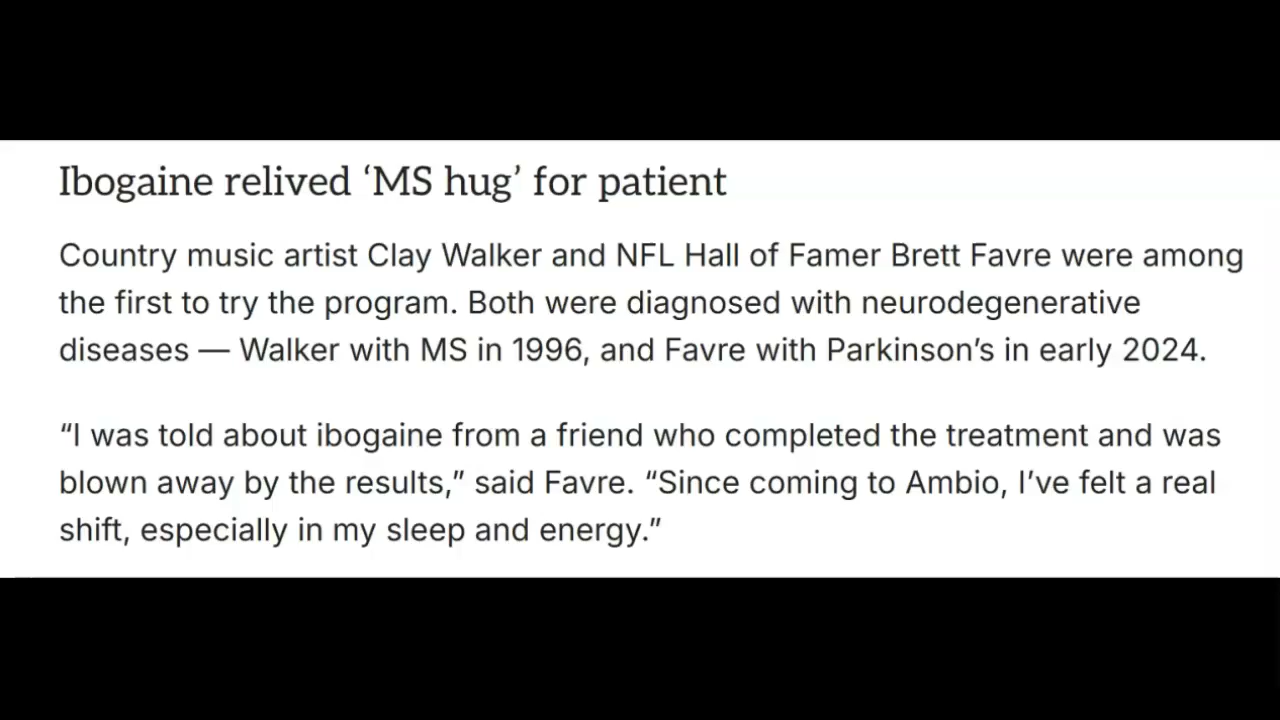 Ibogaine relived ‘MS hug’ for patient
Country music artist Clay Walker and NFL Hall of Famer Brett Favre were among
the first to try the program. Both were diagnosed with neurodegenerative
diseases — Walker with MS in 1996, and Favre with Parkinson’s in early 2024.
“I was told about ibogaine from a friend who completed the treatment and was
blown away by the results,” said Favre. “Since coming to Ambio, I’ve felt a real
shift, especially in my sleep and energy.”